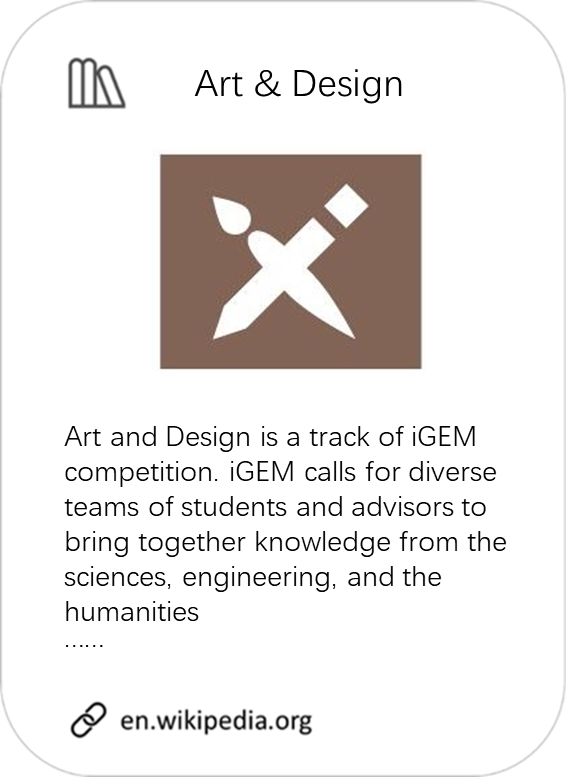 Art & Design
Art and Design is a track of iGEM
competition. iGEM calls for diverse
teams of students and advisors to
bring together knowledge from the
sciences, engineering, and the
humanities
......
en.wikipedia.org